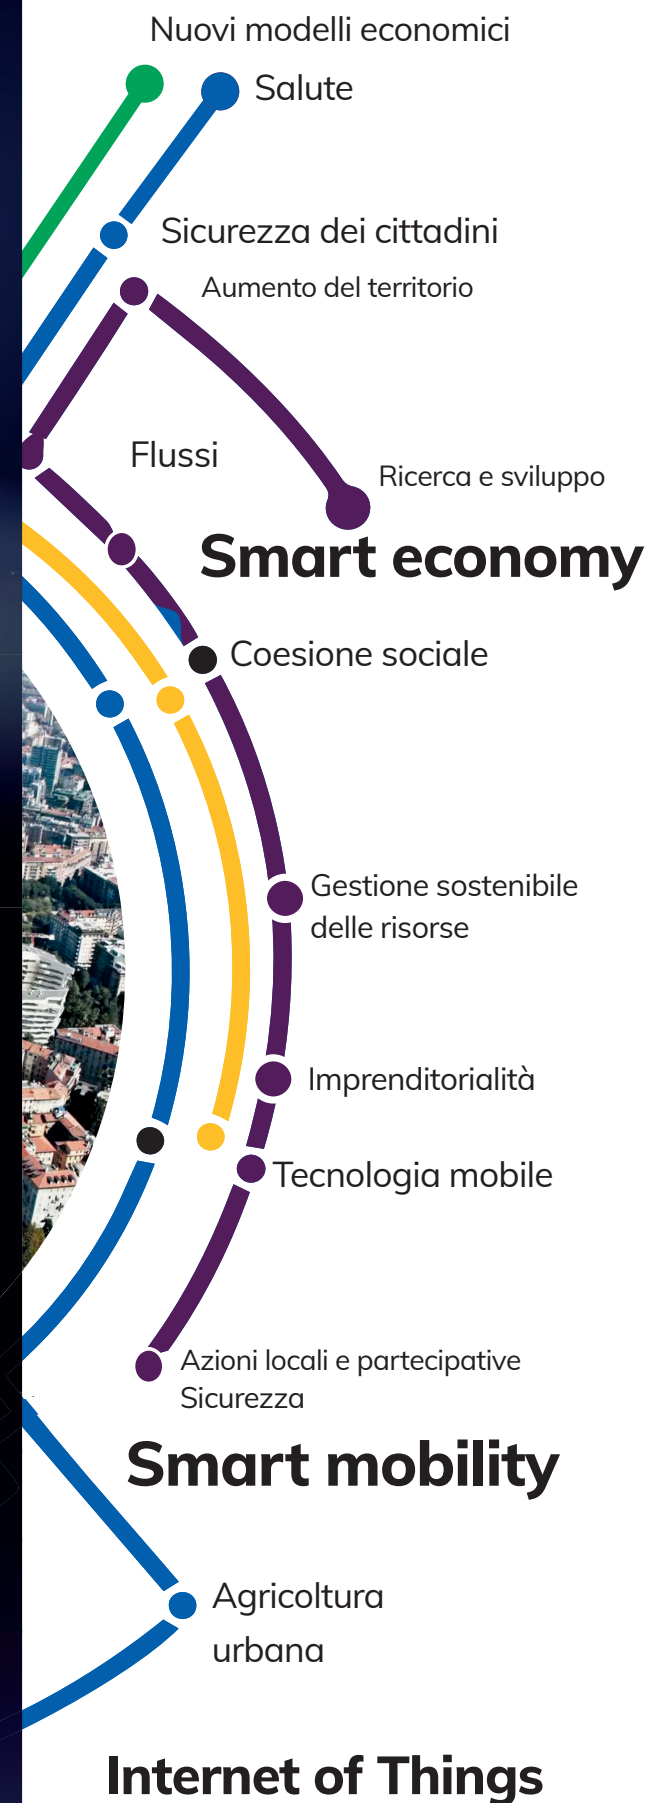 Nuovi modelli economici
Salute
Sicurezza dei cittadini
Aumento del territorio
Flussi
Ricerca e sviluppo
Smart economy
Coesione sociale
Gestione sostenibile
delle risorse
Imprenditorialità
Tecnologia mobile
Azioni locali e partecipative
Sicurezza
Smart mobility
Agricoltura
urbana
Internet of Things